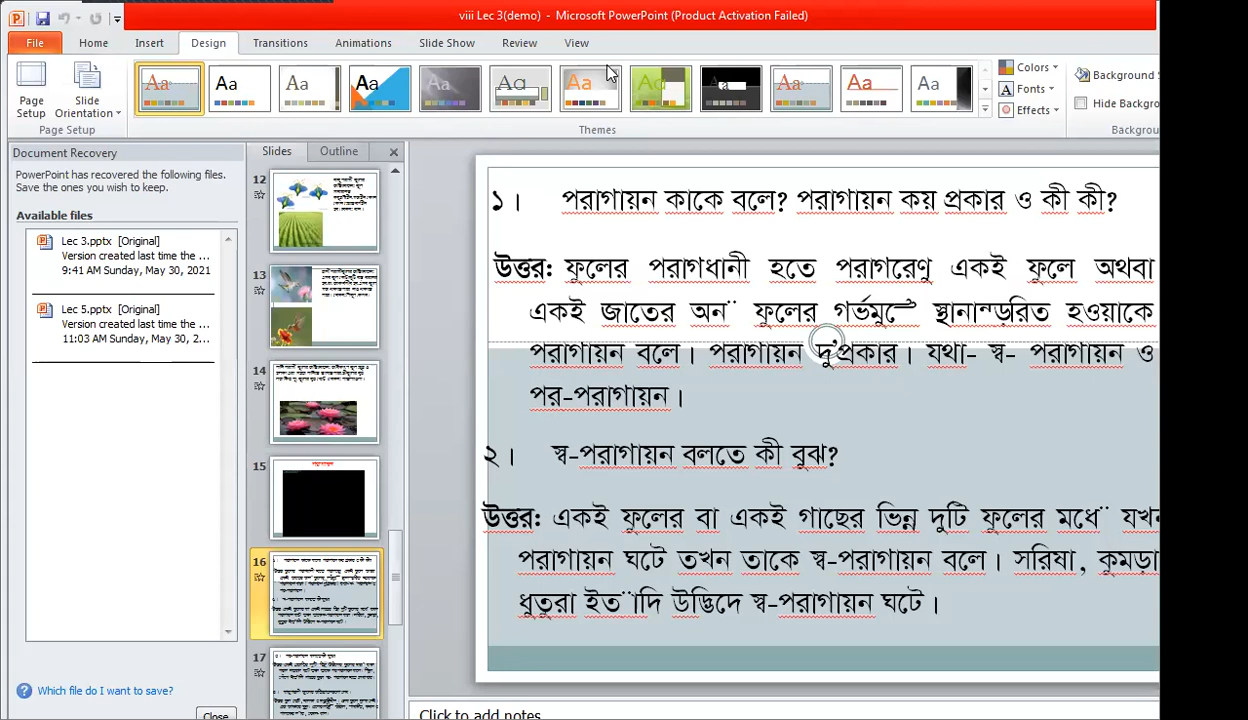 viii Lec 3(demo) - Microsoft PowerPoint (Product Activation Failed)
File Home Insert Design Transitions Animations Slide Show Review View
Page Setup
Slide Orientation
Colors
Fonts
Effects
Background S
Hide Backgro
Page Setup
Themes
Backgrou
Document Recovery
PowerPoint has recovered the following files. Save the ones you wish to keep.
Available files
Lec 3.pptx [Original]
Version created last time the ...
9:41 AM Sunday, May 30, 2021
Lec 5.pptx [Original]
Version created last time the ...
11:03 AM Sunday, May 30, 2...
Which file do I want to save?
Close
Slides Outline
12
13
14
15
16
17
১। পরাগায়ন কাকে বলে? পরাগায়ন কয় প্রকার ও কী কী?
উত্তর: ফুলের পরাগধানী হতে পরাগরেণু একই ফুলে অথবা
একই জাতের অন¨ ফুলের স্থানান্ড়রিত হওয়াকে
পরাগায়ন বলে। পরাগায়ন দু'প্রকার। যথা- স্ব- পরাগায়ন ও
পর-পরাগায়ন।
২। স্ব-পরাগায়ন বলতে কী বুঝ?
উত্তর: একই ফুলের বা একই গাছের ভিন্ন দুটি ফুলের মধে¨ যখন
পরাগায়ন ঘটে তখন তাকে স্ব-পরাগায়ন বলে। সরিষা, কুমড়া
ধুতুরা ইত¨াদি উদ্ভিদে স্ব-পরাগায়ন ঘটে।
Click to add notes